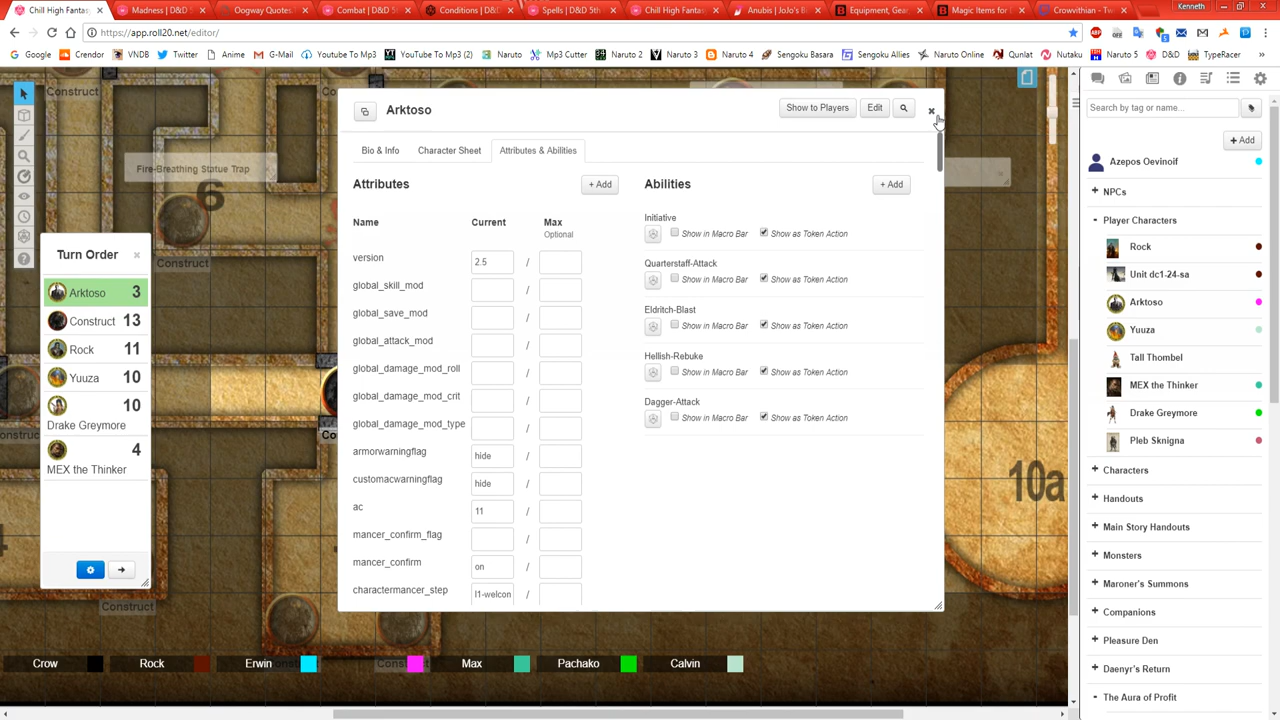 Chill High Fantas
Madness | D&D 5
Oogway Quotes
Combat | D&D 5
Conditions | D&D
Spells | D&D 5th
Chill High Fantas
Anubis | JoJo's B
Equipment, Gea
Magic Items for
Crowvithian - Tw
Kenneth
https://app.roll20.net/editor/
Google
Crendor
VNDB
Twitter
Anime
G-Mail
Youtube To Mp3
YouTube To Mp3 (2)
Naruto
Mp3 Cutter
Naruto 2
Naruto 3
Naruto 4
Sengoku Basara
Sengoku Allies
Naruto Online
Qunlat
Nutaku
Naruto 5
D&D
TypeRacer
Construct
Fire-Breathing Statue Trap
6
Construct
Turn Order ×
Arktoso 3
Construct 13
Rock 11
Yuuza 10
10
Drake Greymore
4
MEX the Thinker
Construct
Arktoso
Show to Players
Edit
Bio & Info
Character Sheet
Attributes & Abilities
Attributes
+ Add
Name Current Max
Optional
version 2.5 /
global_skill_mod /
global_save_mod /
global_attack_mod /
global_damage_mod_roll /
global_damage_mod_crit /
global_damage_mod_type /
armorwarningflag hide /
customacwarningflag hide /
ac 11 /
mancer_confirm_flag /
mancer_confirm on /
charactermancer_step l1-welcon /
Abilities
+ Add
Initiative
Show in Macro Bar Show as Token Action
Quarterstaff-Attack
Show in Macro Bar Show as Token Action
Eldritch-Blast
Show in Macro Bar Show as Token Action
Hellish-Rebuke
Show in Macro Bar Show as Token Action
Dagger-Attack
Show in Macro Bar Show as Token Action
10a
Crow
Rock
Erwin
Max
Pachako
Calvin
Search by tag or name...
+ Add
Azepos Oevinoif
+ NPCs
- Player Characters
Rock
Unit dc1-24-sa
Arktoso
Yuuza
Tall Thombel
MEX the Thinker
Drake Greymore
Pleb Sknigna
+ Characters
+ Handouts
+ Main Story Handouts
+ Monsters
+ Maroner's Summons
+ Companions
+ Pleasure Den
+ Daenyr's Return
- The Aura of Profit